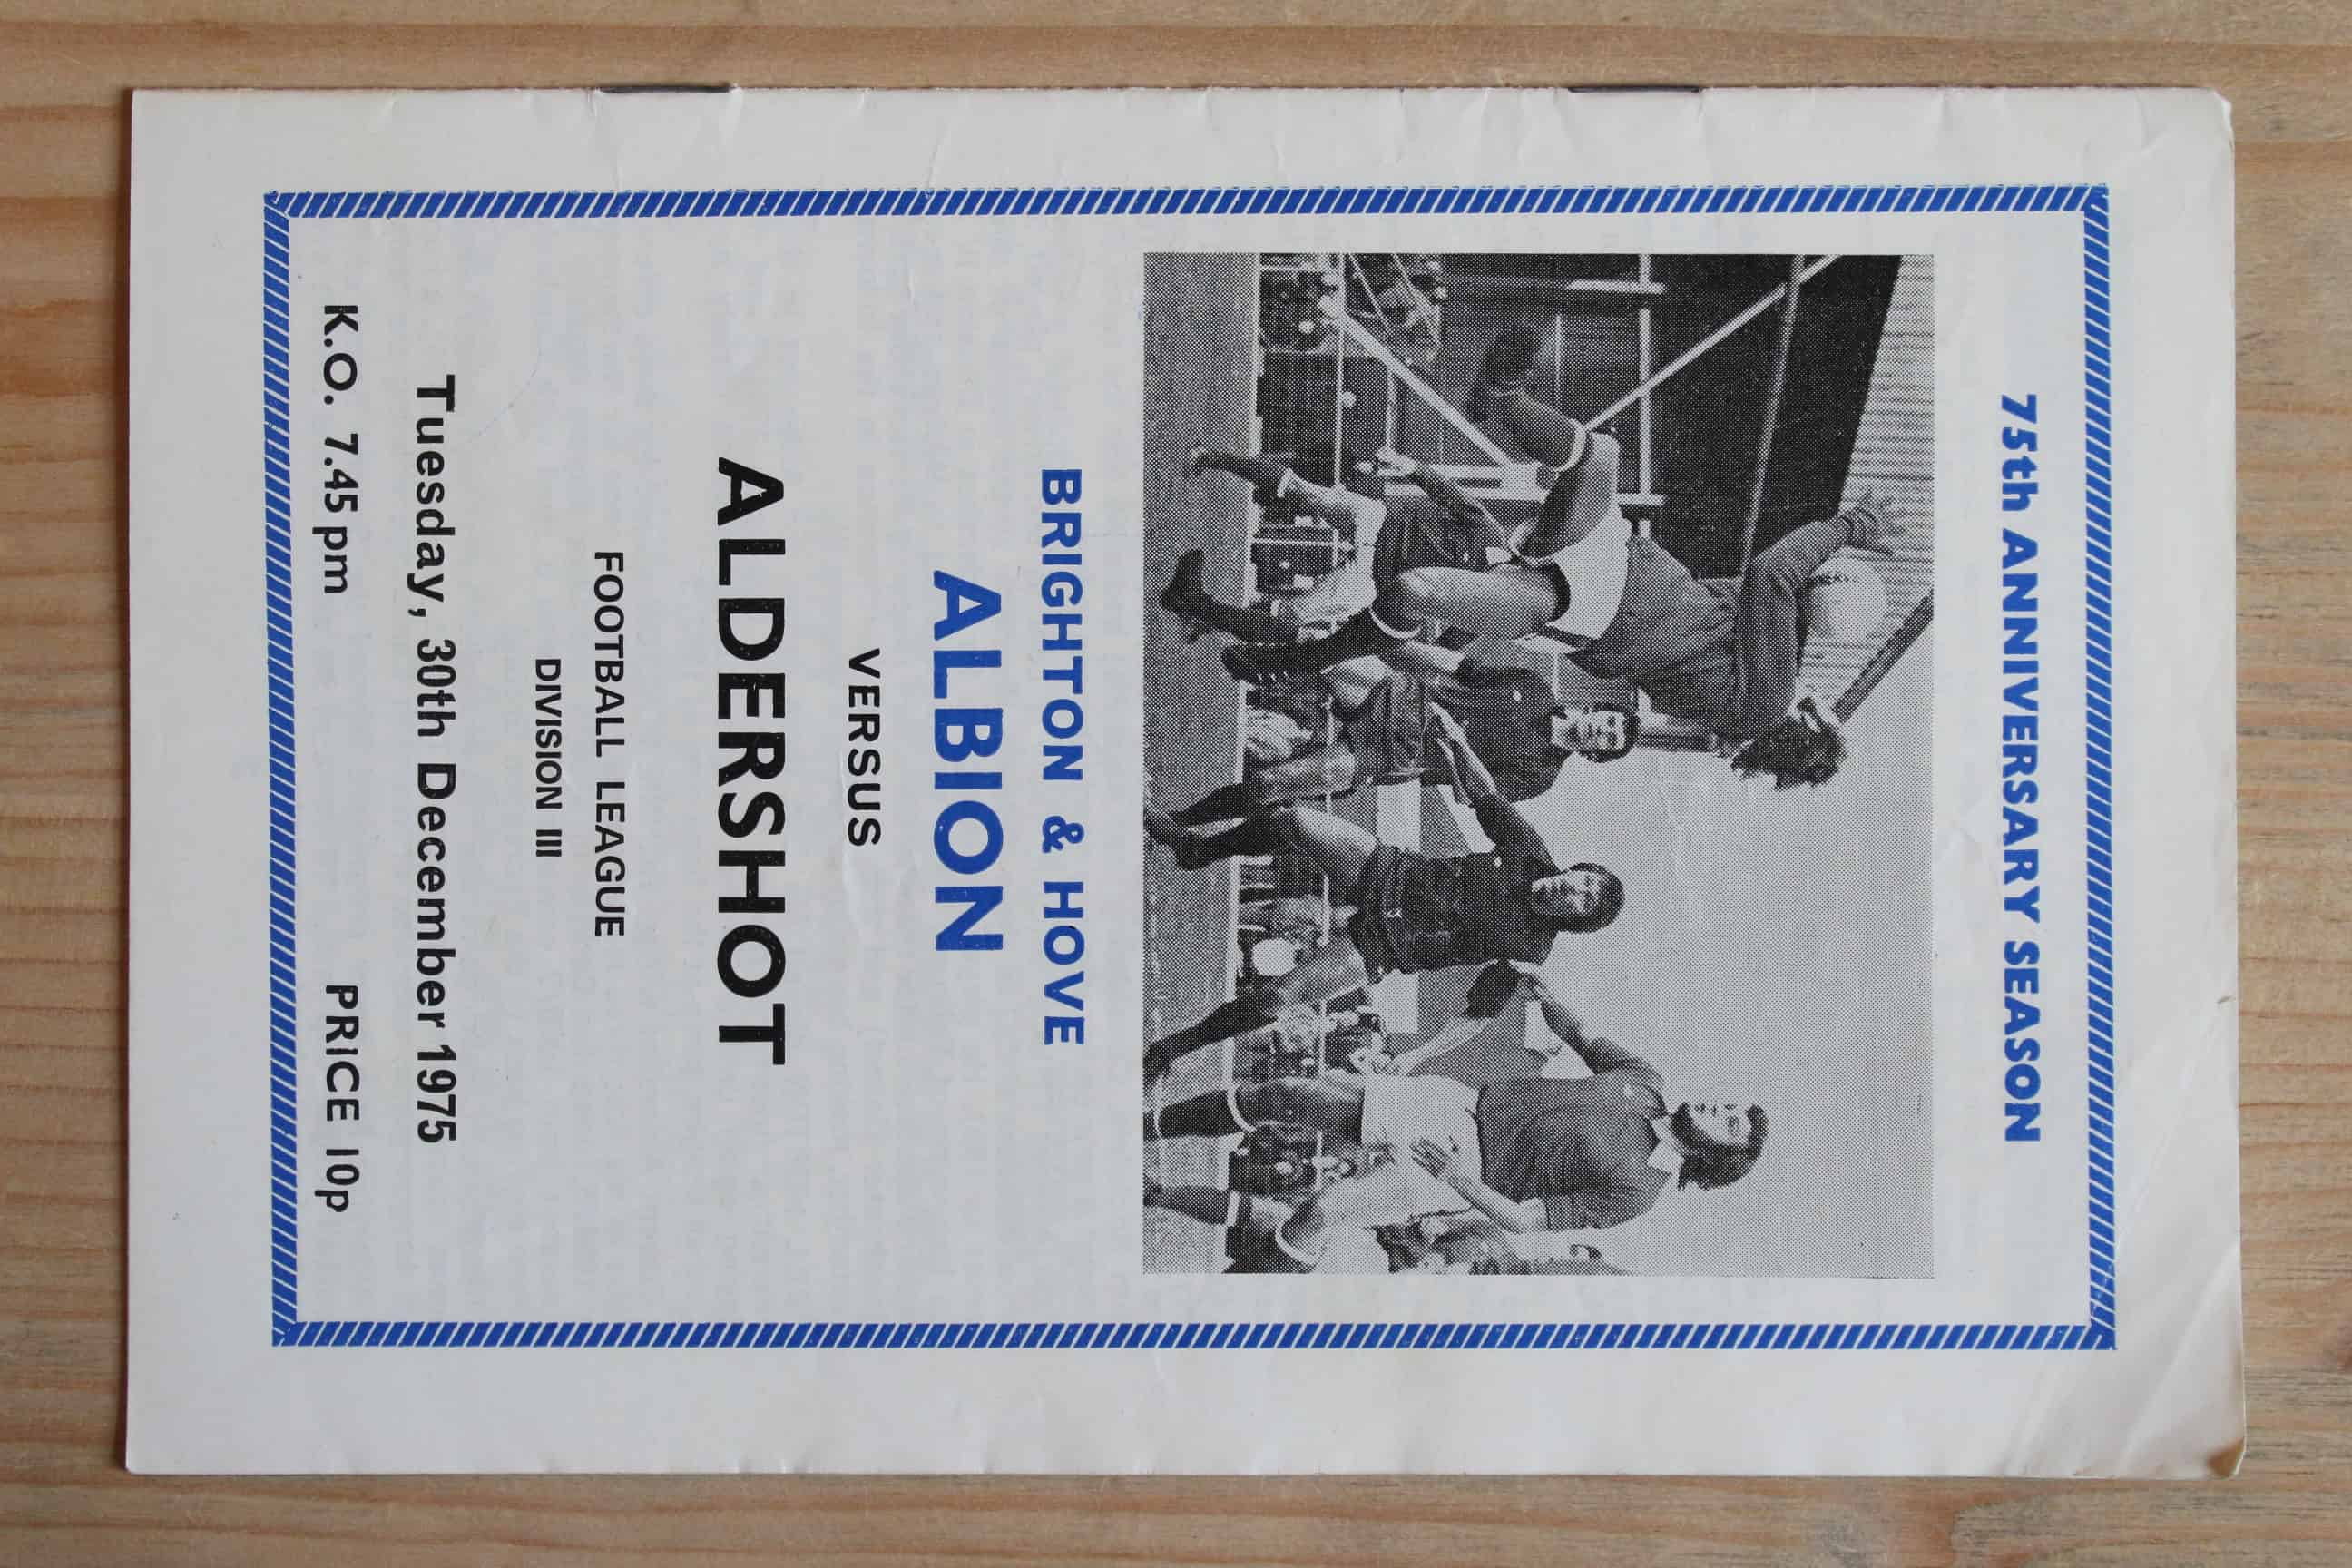 75th ANNIVERSARY SEASON
BRIGHTON & HOVE
ALBION
VERSUS
ALDERSHOT
FOOTBALL LEAGUE
DIVISION III
Tuesday, 30th December 1975
K.O. 7.45 pm PRICE 10p